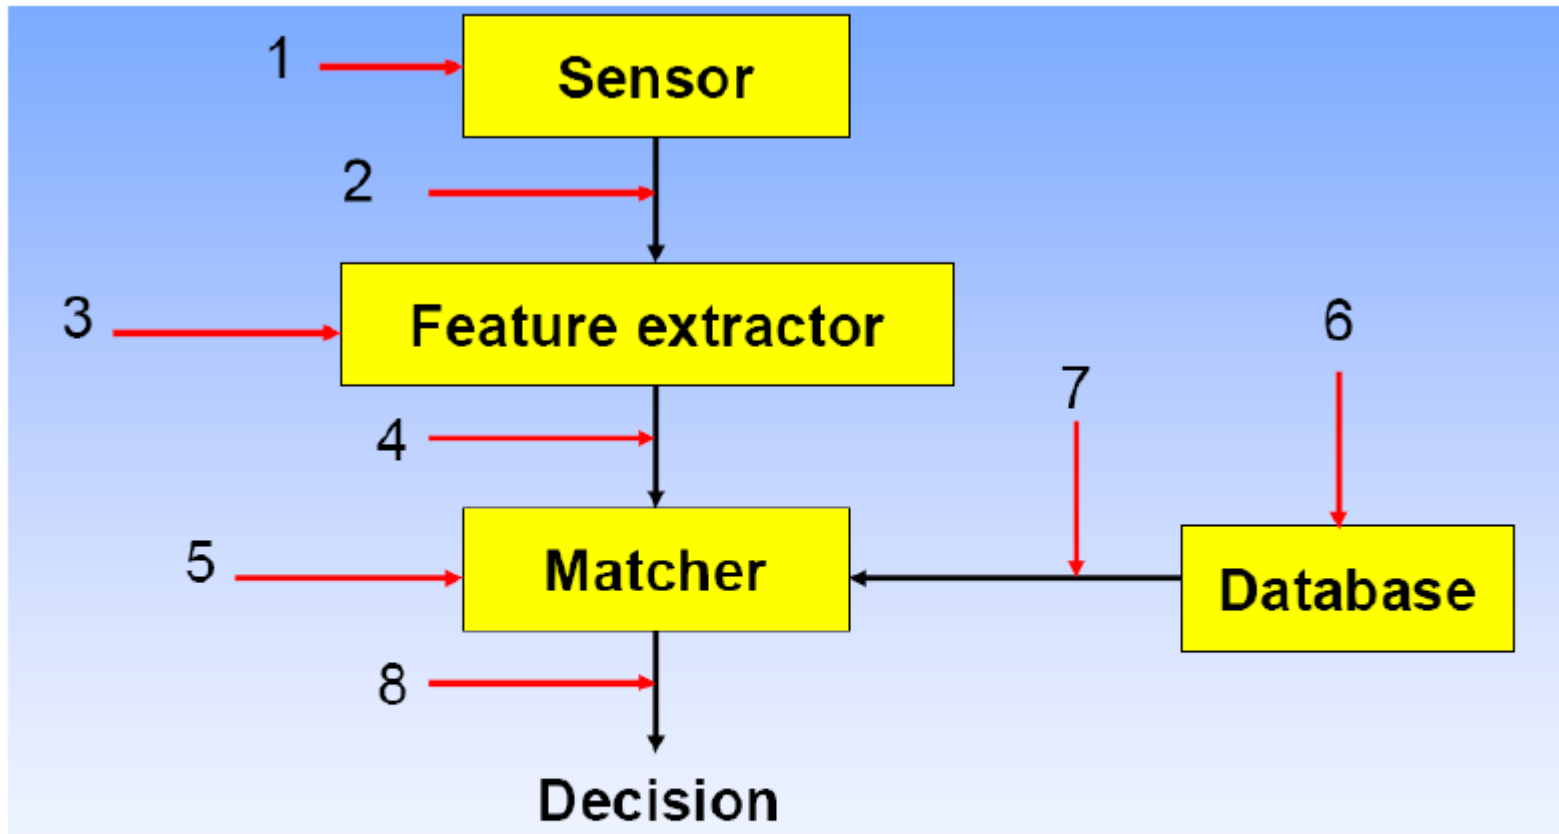 1
Sensor
2
3
Feature extractor
6
7
4
5
Matcher
Database
8
Decision